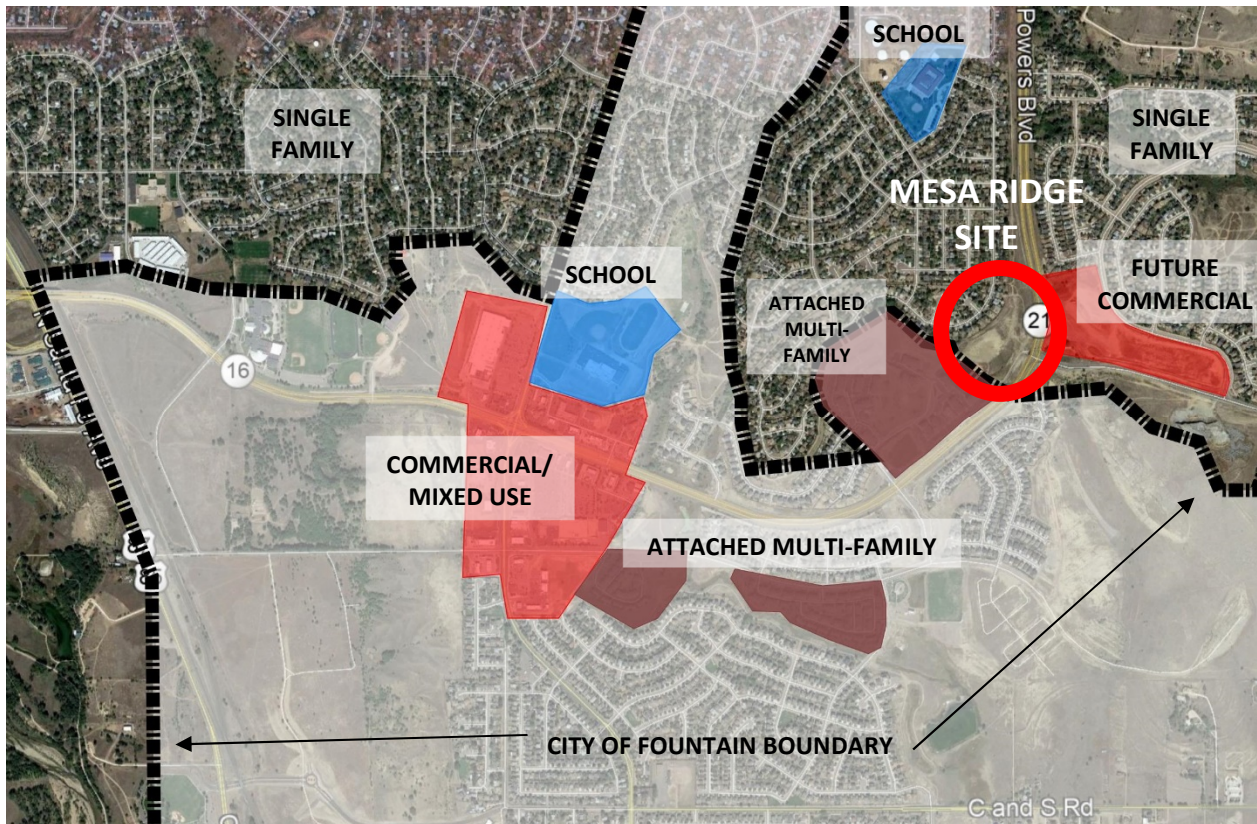 SCHOOL
Powers Blvd
SINGLE
FAMILY
SINGLE
FAMILY
MESA RIDGE
SITE
SCHOOL
FUTURE
COMMERCIAL
ATTACHED
MULTI-
FAMILY
21
16
COMMERCIAL/
MIXED USE
ATTACHED MULTI-FAMILY
CITY OF FOUNTAIN BOUNDARY
C and S Rd